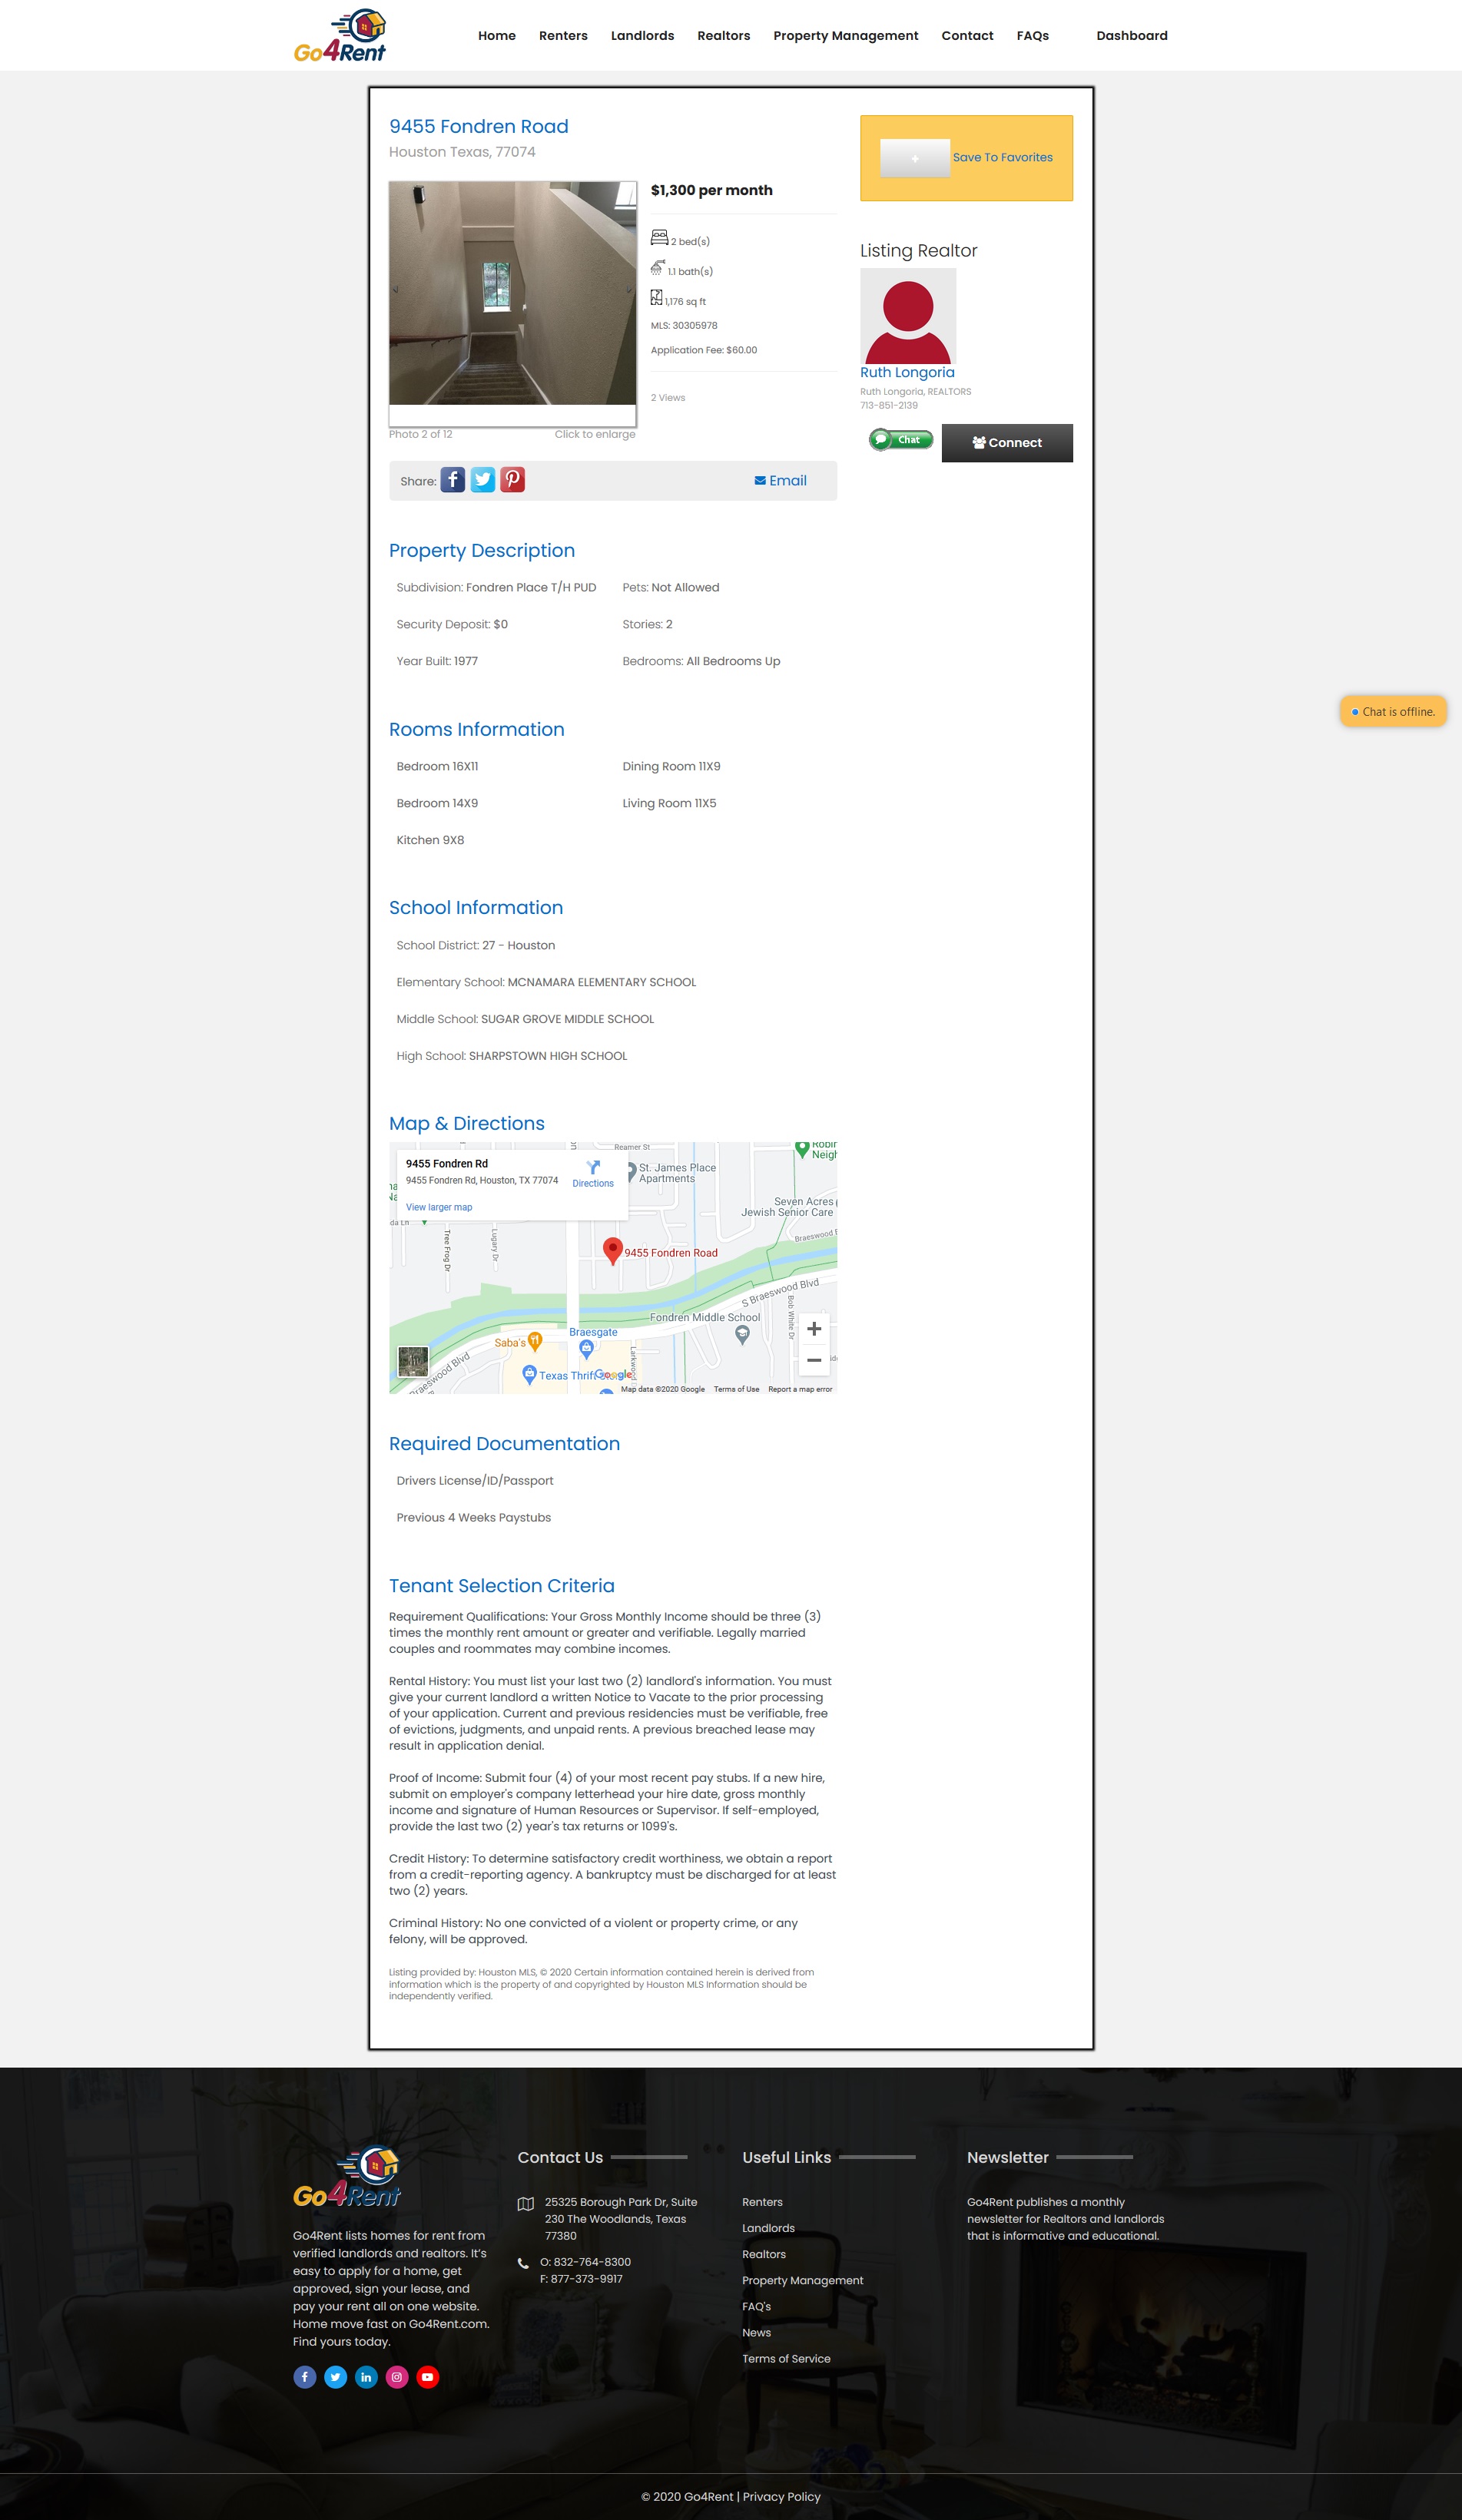 Go4Rent
Home Renters Landlords Realtors Property Management Contact FAQs Dashboard
9455 Fondren Road
Houston Texas, 77074
$1,300 per month
2 bed(s)
1.1 bath(s)
1,176 sq ft
MLS: 30305978
Application Fee: $60.00
2 Views
Photo 2 of 12 Click to enlarge
Share: Email
+ Save To Favorites
Listing Realtor
Ruth Longoria
Ruth Longoria, REALTORS
713-851-2139
Chat Connect
Property Description
Subdivision: Fondren Place T/H PUD Pets: Not Allowed
Security Deposit: $0 Stories: 2
Year Built: 1977 Bedrooms: All Bedrooms Up
Chat is offline.
Rooms Information
Bedroom 16X11 Dining Room 11X9
Bedroom 14X9 Living Room 11X5
Kitchen 9X8
School Information
School District: 27 - Houston
Elementary School: MCNAMARA ELEMENTARY SCHOOL
Middle School: SUGAR GROVE MIDDLE SCHOOL
High School: SHARPSTOWN HIGH SCHOOL
Map & Directions
9455 Fondren Rd
9455 Fondren Rd, Houston, TX 77074
Directions
View larger map
Reamer St
St. James Place
Apartments
Seven Acres
Jewish Senior Care
Tree Frog Dr
Lugary Dr
9455 Fondren Road
S Braeswood Blvd
Bob White Dr
Fondren Middle School
Braesgate
Saba's
Braeswood Blvd
Texas Thrift Store
Google
Map data ©2020 Google Terms of Use Report a map error
Required Documentation
Drivers License/ID/Passport
Previous 4 Weeks Paystubs
Tenant Selection Criteria
Requirement Qualifications: Your Gross Monthly Income should be three (3)
times the monthly rent amount or greater and verifiable. Legally married
couples and roommates may combine incomes.
Rental History: You must list your last two (2) landlord's information. You must
give your current landlord a written Notice to Vacate to the prior processing
of your application. Current and previous residencies must be verifiable, free
of evictions, judgments, and unpaid rents. A previous breached lease may
result in application denial.
Proof of Income: Submit four (4) of your most recent pay stubs. If a new hire,
submit on employer's company letterhead your hire date, gross monthly
income and signature of Human Resources or Supervisor. If self-employed,
provide the last two (2) year's tax returns or 1099's.
Credit History: To determine satisfactory credit worthiness, we obtain a report
from a credit-reporting agency. A bankruptcy must be discharged for at least
two (2) years.
Criminal History: No one convicted of a violent or property crime, or any
felony, will be approved.
Listing provided by: Houston MLS, © 2020 Certain information contained herein is derived from
information which is the property of and copyrighted by Houston MLS Information should be
independently verified.
Go4Rent
Go4Rent lists homes for rent from
verified landlords and realtors. It's
easy to apply for a home, get
approved, sign your lease, and
pay your rent all on one website.
Home move fast on Go4Rent.com.
Find yours today.
Contact Us
25325 Borough Park Dr, Suite
230 The Woodlands, Texas
77380
O: 832-764-8300
F: 877-373-9917
Useful Links
Renters
Landlords
Realtors
Property Management
FAQ's
News
Terms of Service
Newsletter
Go4Rent publishes a monthly
newsletter for Realtors and landlords
that is informative and educational.
© 2020 Go4Rent | Privacy Policy